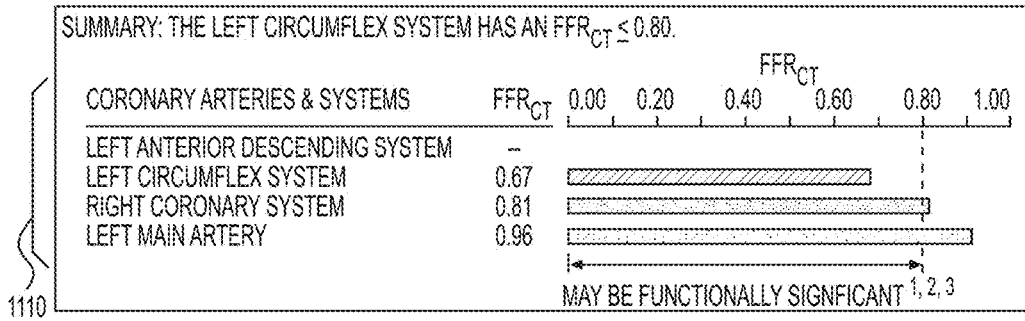 SUMMARY: THE LEFT CIRCUMFLEX SYSTEM HAS AN FFRCT ≤ 0.80.
FFRCT
CORONARY ARTERIES & SYSTEMS FFRCT 0.00 0.20 0.40 0.60 0.80 1.00
LEFT ANTERIOR DESCENDING SYSTEM –
LEFT CIRCUMFLEX SYSTEM 0.67
RIGHT CORONARY SYSTEM 0.81
LEFT MAIN ARTERY 0.96
MAY BE FUNCTIONALLY SIGNFICANT 1, 2, 3
1110